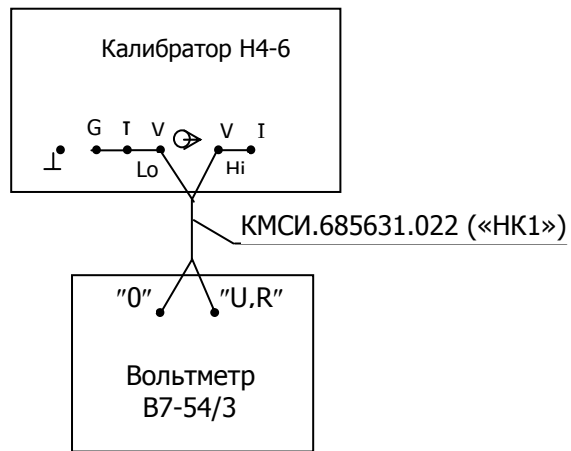 Калибратор Н4-6
G I V V I
Lo Hi
КМСИ.685631.022 («НК1»)
"0" "U,R"
Вольтметр
В7-54/3